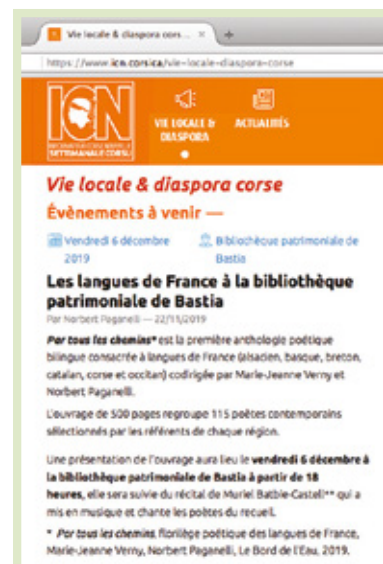 Vie locale & diaspora cors... ×
https://www.icn.corsica/vie-locale-diaspora-corse
ICN
SETTIMANALE CORSU
VIE LOCALE & DIASPORA
ACTUALITÉS
Vie locale & diaspora corse
Évènements à venir —
Vendredi 6 décembre 2019
Bibliothèque patrimoniale de Bastia
Les langues de France à la bibliothèque
patrimoniale de Bastia
Par Norbert Paganelli — 22/11/2019
Par tous les chemins* est la première anthologie poétique
bilingue consacrée à langues de France (alsacien, basque, breton,
catalan, corse et occitan) codirigée par Marie-Jeanne Verny et
Norbert Paganelli.
L'ouvrage de 500 pages regroupe 115 poètes contemporains
sélectionnés par les référents de chaque région.
Une présentation de l'ouvrage aura lieu le vendredi 6 décembre à
la bibliothèque patrimoniale de Bastia à partir de 18
heures, elle sera suivie du récital de Muriel Batbie-Castell** qui a
mis en musique et chante les poètes du recueil.
* Par tous les chemins, florilège poétique des langues de France,
Marie-Jeanne Verny, Norbert Paganelli, Le Bord de l'Eau, 2019.